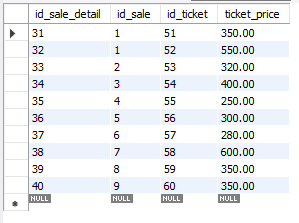 id_sale_detail id_sale id_ticket ticket_price
31 1 51 350.00
32 1 52 550.00
33 2 53 320.00
34 3 54 400.00
35 4 55 250.00
36 5 56 300.00
37 6 57 280.00
38 7 58 600.00
39 8 59 350.00
40 9 60 350.00
NULL NULL NULL NULL